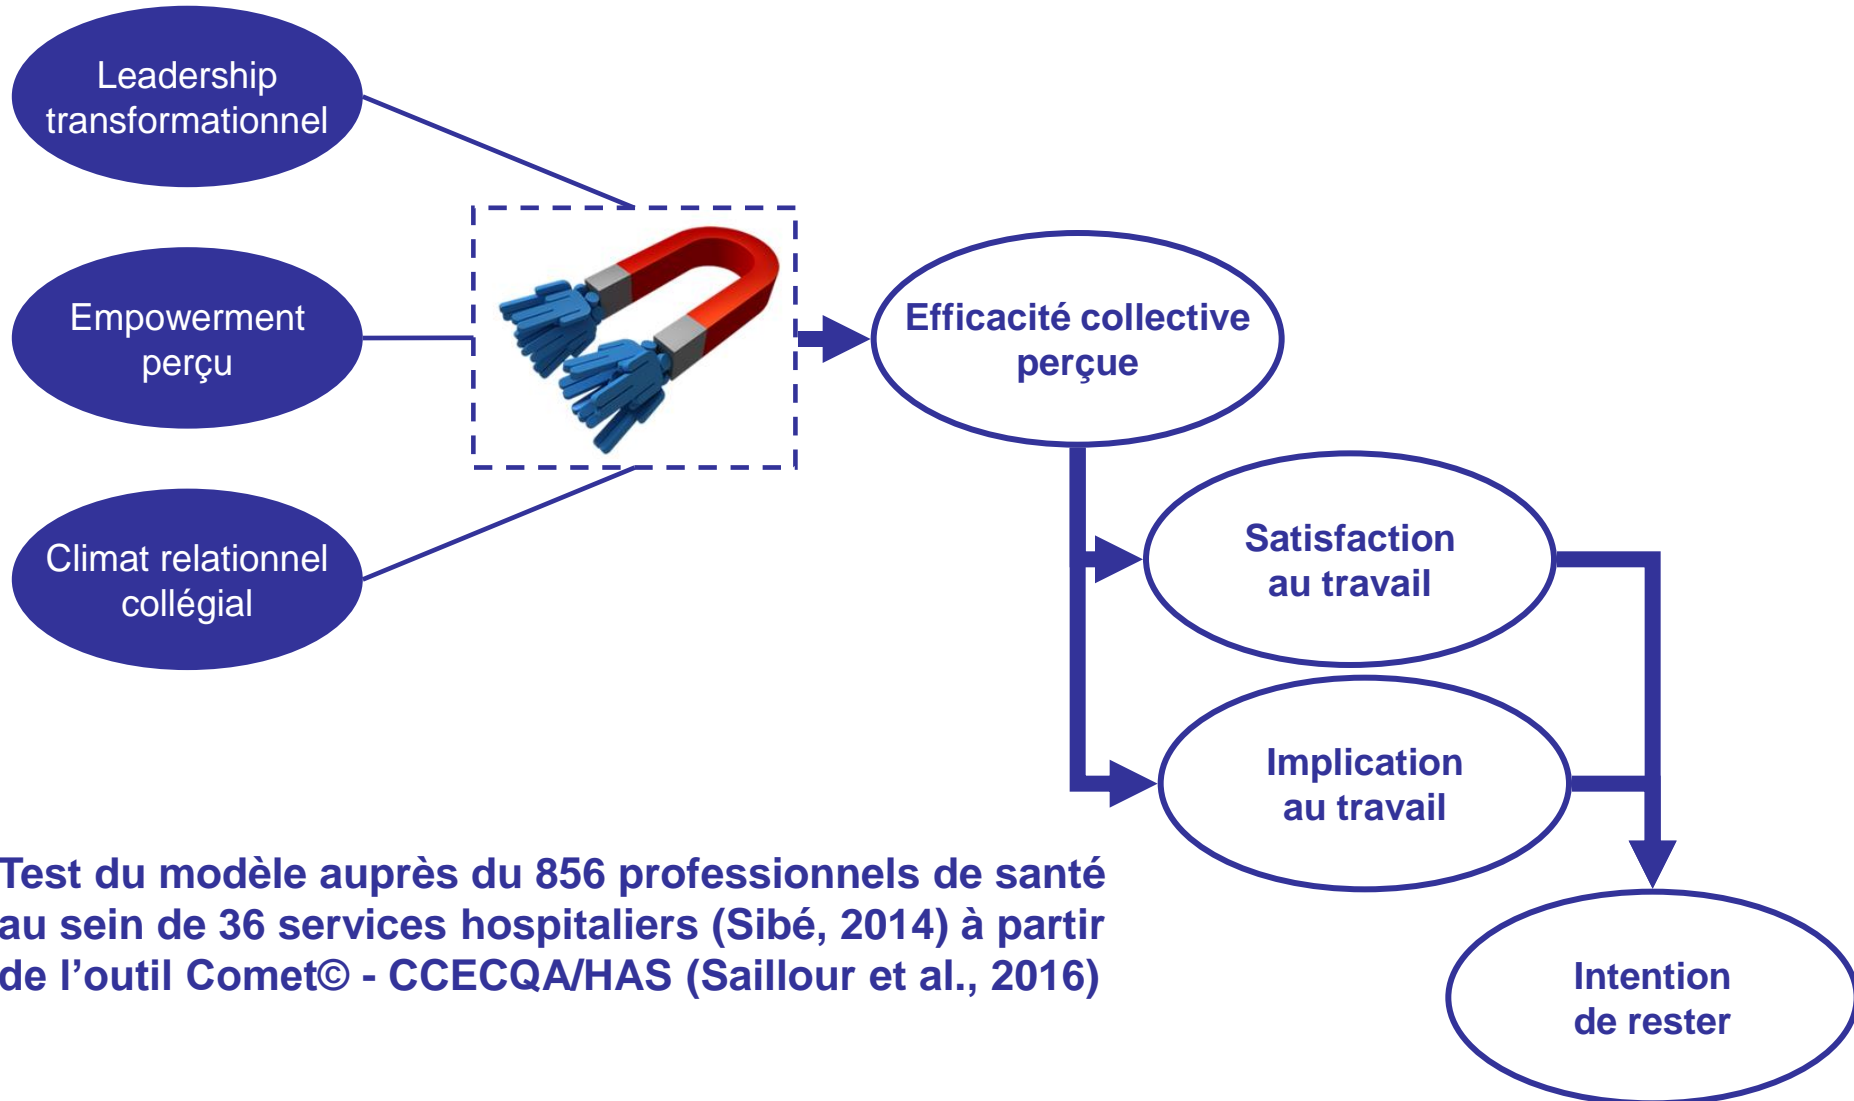 Leadership
transformationnel
Empowerment
perçu
Climat relationnel
collégial
Efficacité collective
perçue
Satisfaction
au travail
Implication
au travail
Intention
de rester
Test du modèle auprès du 856 professionnels de santé
au sein de 36 services hospitaliers (Sibé, 2014) à partir
de l’outil Comet© - CCECQA/HAS (Saillour et al., 2016)